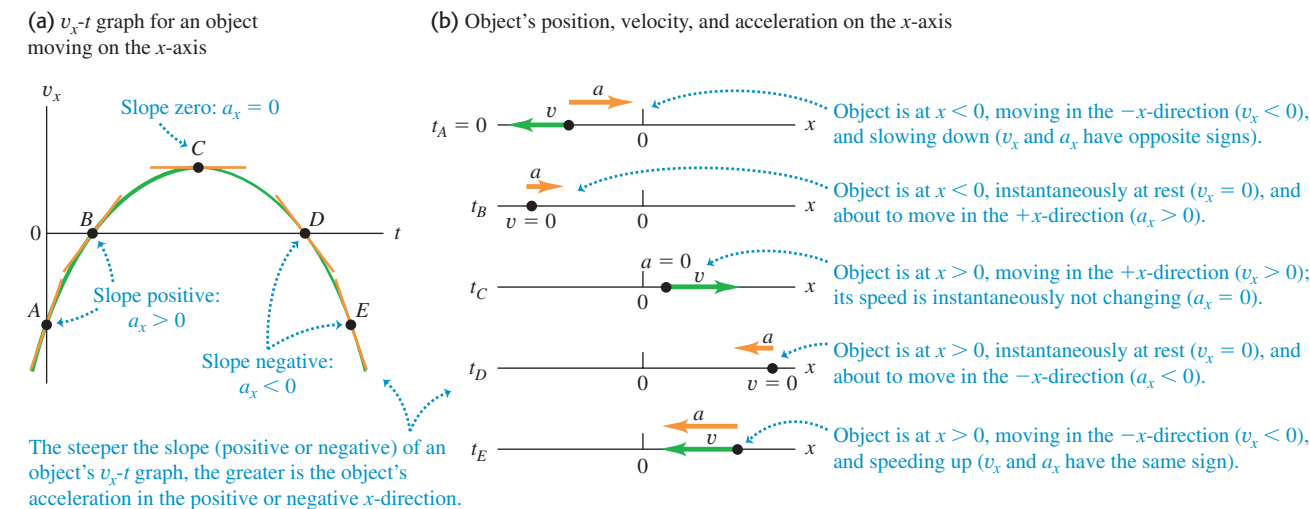 (a) vₓ-t graph for an object
moving on the x-axis
vₓ
Slope zero: aₓ = 0
C
B
D
0
t
A
Slope positive:
aₓ > 0
E
Slope negative:
aₓ < 0
The steeper the slope (positive or negative) of an
object’s vₓ-t graph, the greater is the object’s
acceleration in the positive or negative x-direction.
(b) Object’s position, velocity, and acceleration on the x-axis
a
v
t_A = 0
x
0
Object is at x < 0, moving in the −x-direction (vₓ < 0),
and slowing down (vₓ and aₓ have opposite signs).
a
t_B
x
v = 0
0
Object is at x < 0, instantaneously at rest (vₓ = 0), and
about to move in the +x-direction (aₓ > 0).
a = 0
v
t_C
x
0
Object is at x > 0, moving in the +x-direction (vₓ > 0);
its speed is instantaneously not changing (aₓ = 0).
a
t_D
x
0
v = 0
Object is at x > 0, instantaneously at rest (vₓ = 0), and
about to move in the −x-direction (aₓ < 0).
a
v
t_E
x
0
Object is at x > 0, moving in the −x-direction (vₓ < 0),
and speeding up (vₓ and aₓ have the same sign).